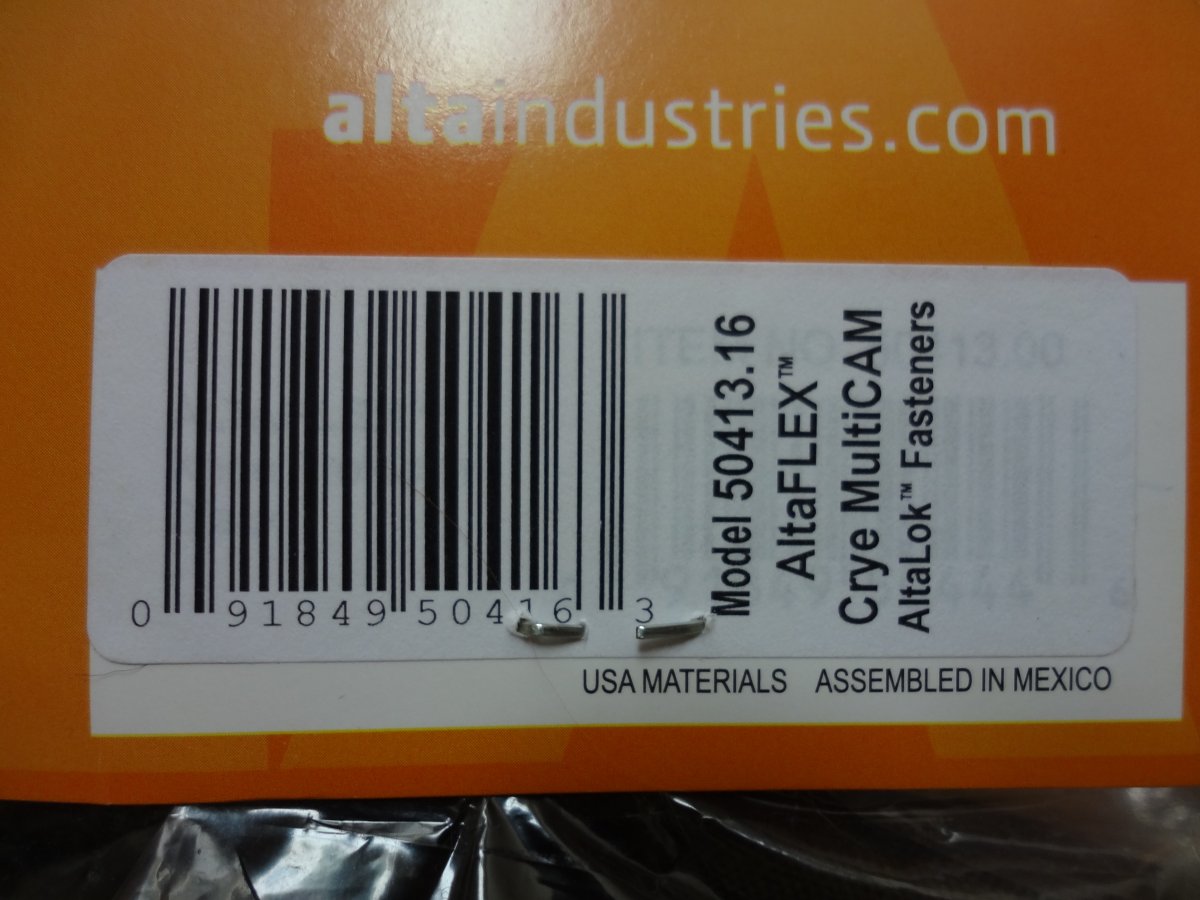 altaindustries.com
0 91849 50416 3
Model 50413.16
AltaFLEX™
Crye MultiCAM
AltaLok™ Fasteners
USA MATERIALS ASSEMBLED IN MEXICO